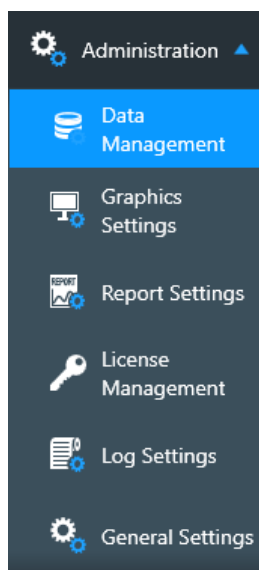 Administration
Data
Management
Graphics
Settings
REPORT
Report Settings
License
Management
Log Settings
General Settings